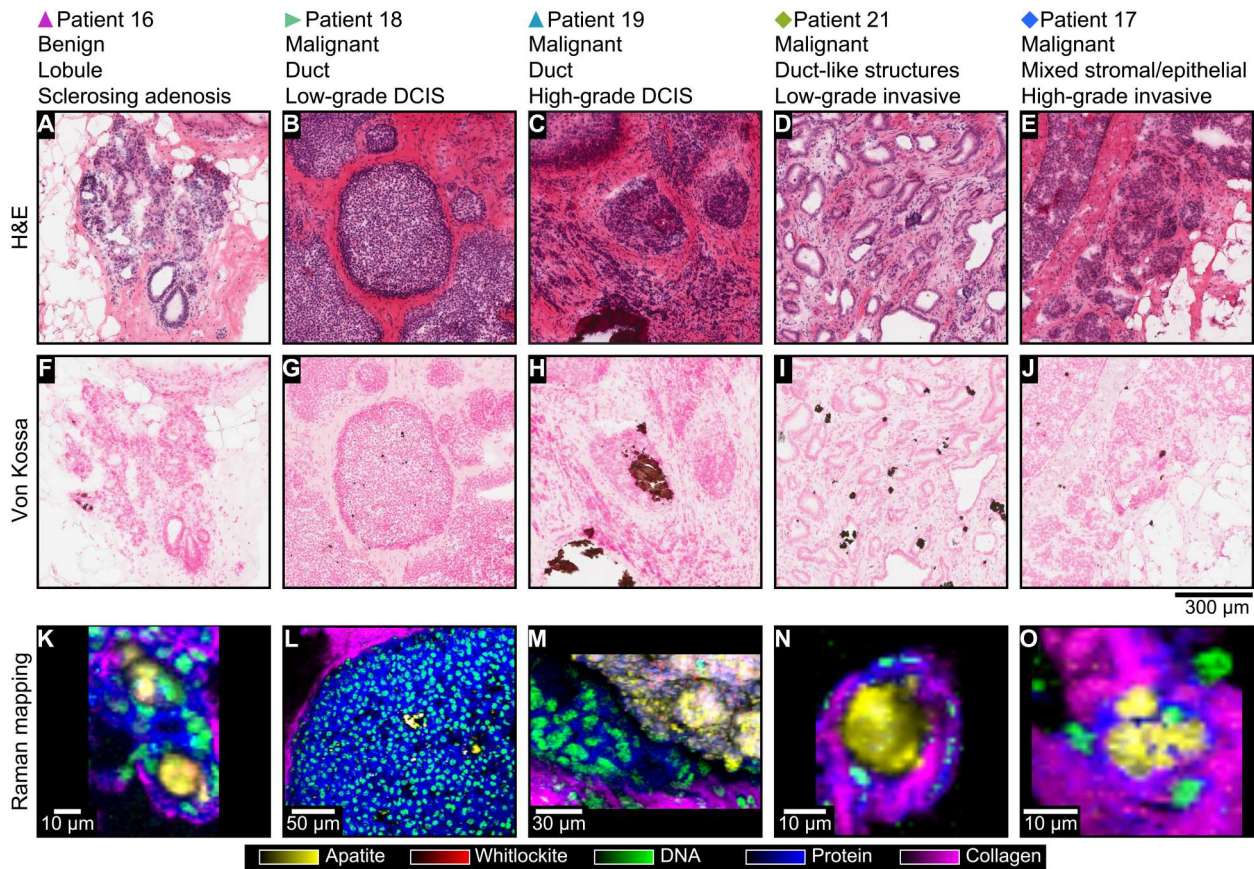 Patient 16
Benign
Lobule
Sclerosing adenosis
Patient 18
Malignant
Duct
Low-grade DCIS
Patient 19
Malignant
Duct
High-grade DCIS
Patient 21
Malignant
Duct-like structures
Low-grade invasive
Patient 17
Malignant
Mixed stromal/epithelial
High-grade invasive
H&E
A
B
C
D
E
Von Kossa
F
G
H
I
J
300 µm
Raman mapping
K
10 µm
L
50 µm
M
30 µm
N
10 µm
O
10 µm
Apatite
Whitlockite
DNA
Protein
Collagen